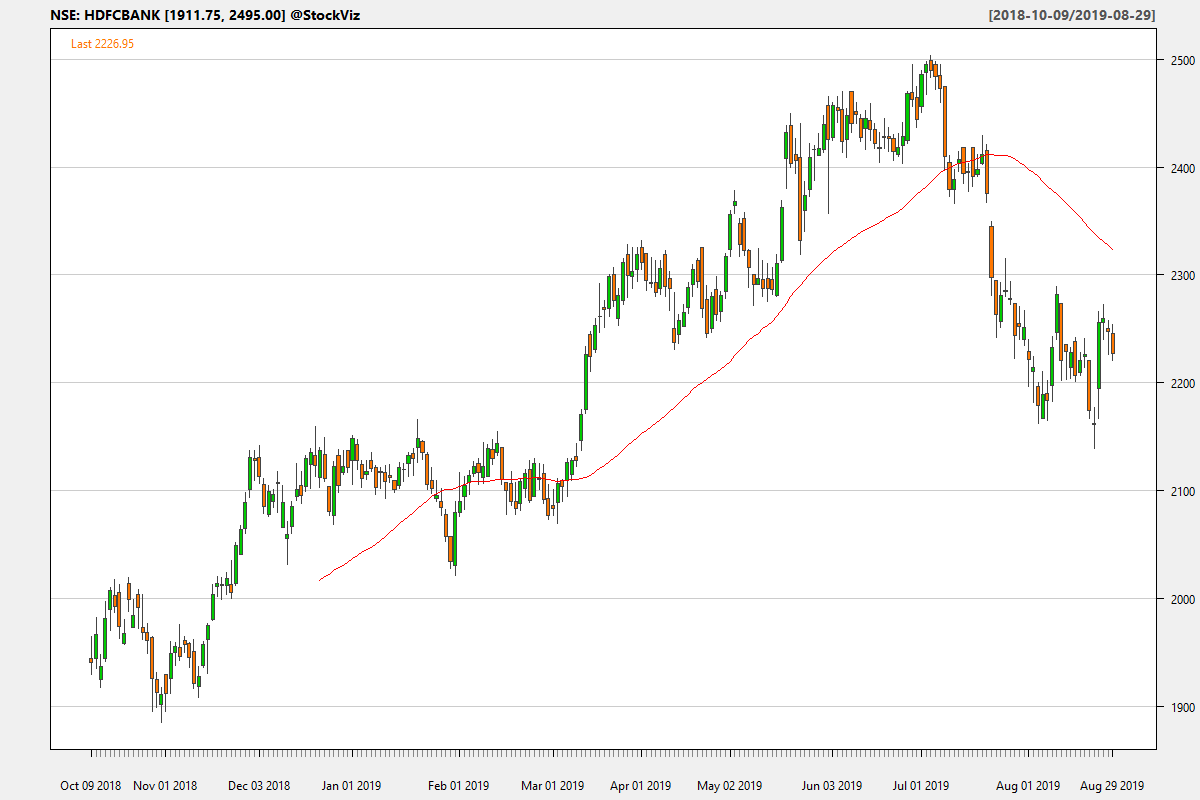 NSE: HDFCBANK [1911.75, 2495.00] @StockViz [2018-10-09/2019-08-29]
Last 2226.95
2500
2400
2300
2200
2100
2000
1900
Oct 09 2018 Nov 01 2018 Dec 03 2018 Jan 01 2019 Feb 01 2019 Mar 01 2019 Apr 01 2019 May 02 2019 Jun 03 2019 Jul 01 2019 Aug 01 2019 Aug 29 2019